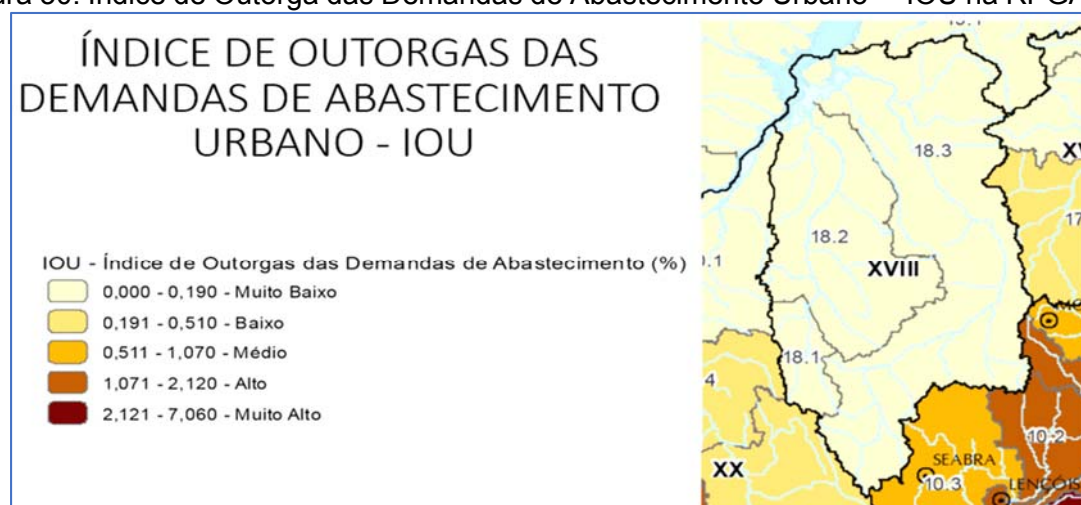 ÍNDICE DE OUTORGAS DAS
DEMANDAS DE ABASTECIMENTO
URBANO - IOU
IOU - Índice de Outorgas das Demandas de Abastecimento (%)
0,000 - 0,190 - Muito Baixo
0,191 - 0,510 - Baixo
0,511 - 1,070 - Médio
1,071 - 2,120 - Alto
2,121 - 7,060 - Muito Alto
18.3
18.2
XVIII
18.1
XX
SEABRA
10.3
10.2
LENÇÓIS